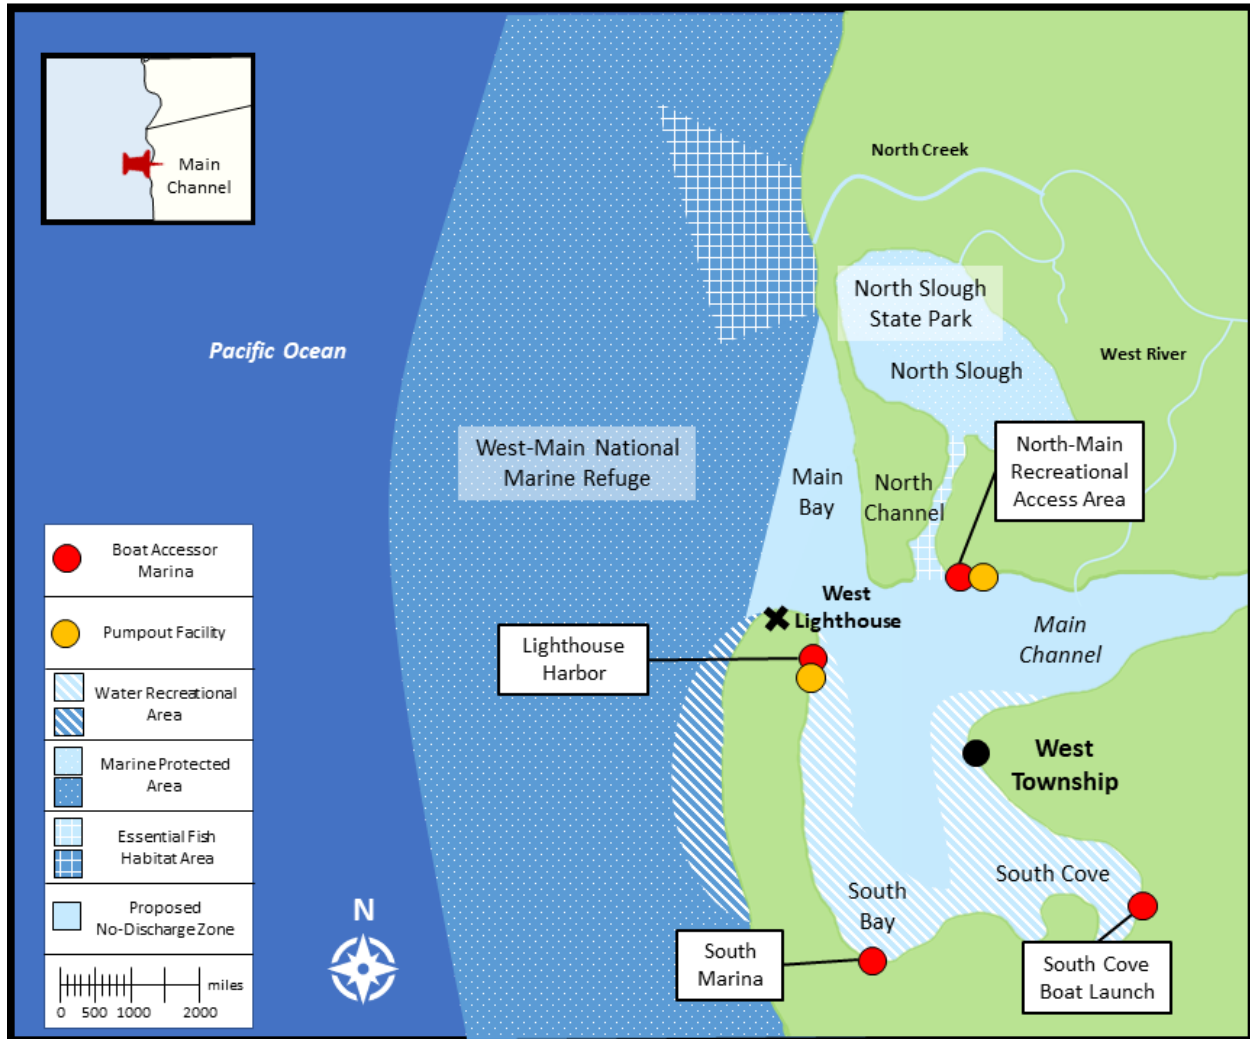 Main
Channel
North Creek
North Slough
State Park
Pacific Ocean
West River
North Slough
West-Main National
Marine Refuge
Main
Bay
North
Channel
North-Main
Recreational
Access Area
Boat Accessor
Marina
Pumpout Facility
Water Recreational
Area
Marine Protected
Area
Essential Fish
Habitat Area
Proposed
No-Discharge Zone
miles
0 500 1000 2000
West
Lighthouse
Main
Channel
Lighthouse
Harbor
West
Township
South Cove
South
Bay
N
South
Marina
South Cove
Boat Launch